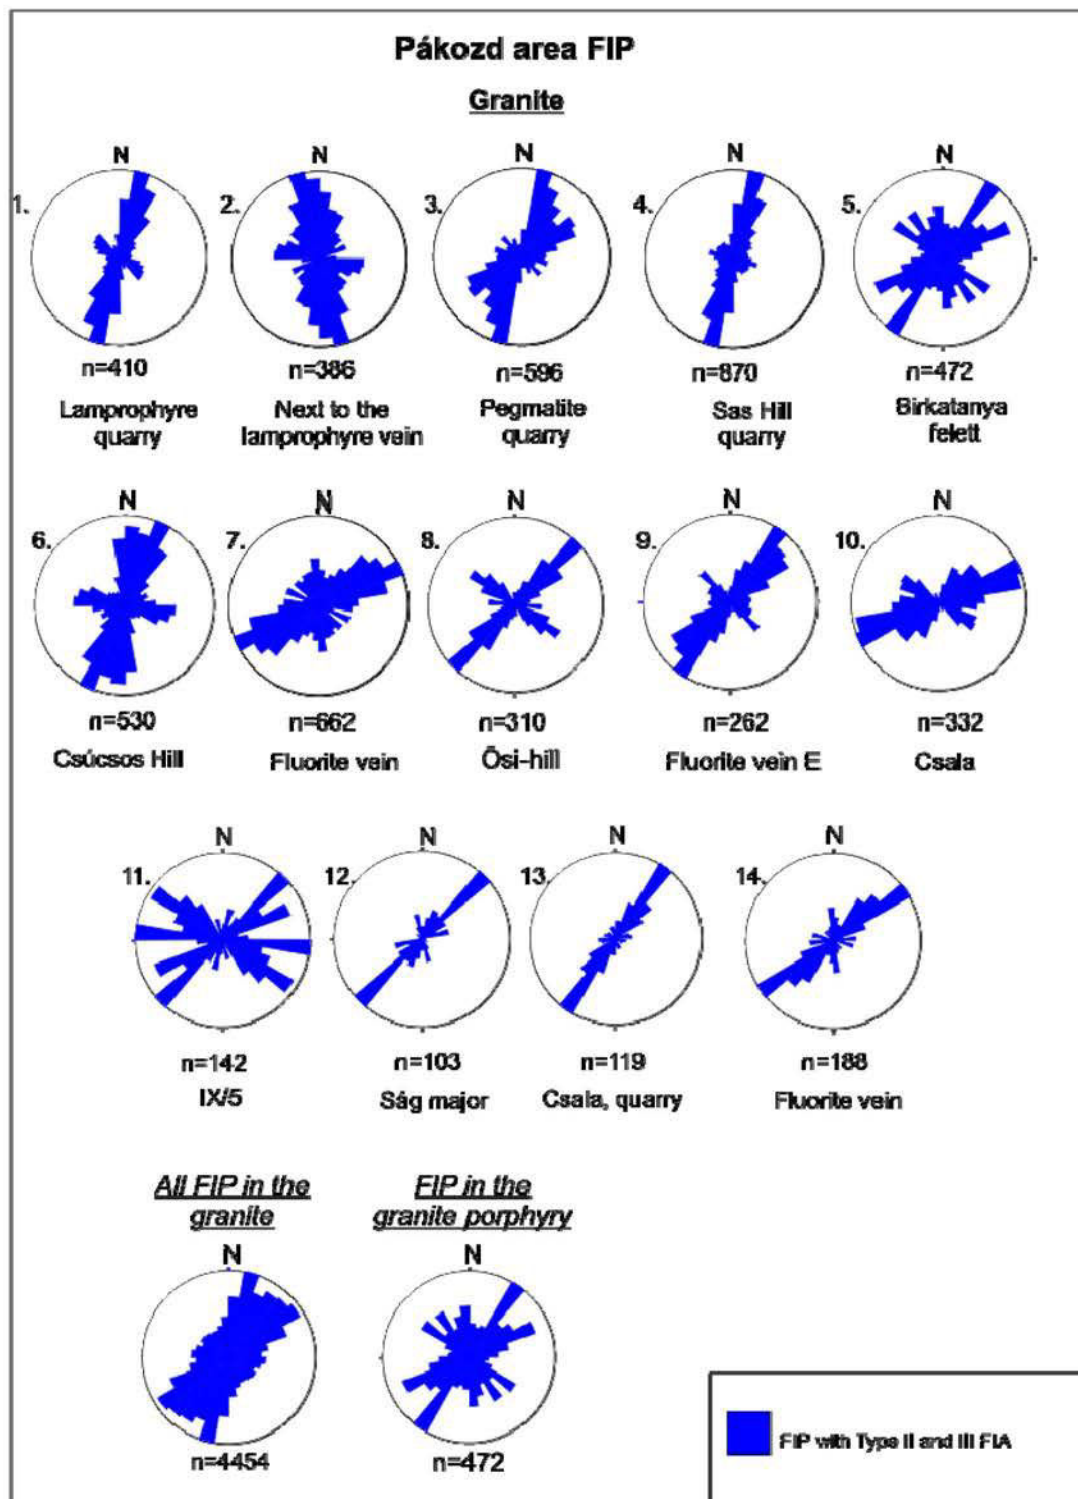 Pákozd area FIP
Granite
N N N N N
1. 2. 3. 4. 5.
n=410 n=386 n=596 n=870 n=472
Lamprophyre Next to the Pegmatite Sas Hill Birkatanya
quarry lamprophyre vein quarry quarry felett
N N N N N
6. 7. 8. 9. 10.
n=530 n=662 n=310 n=262 n=332
Csúcsos Hill Fluorite vein Ősi-hill Fluorite vein E Csala
N N N N
11. 12. 13. 14.
n=142 n=103 n=119 n=188
IX/5 Ság major Csala, quarry Fluorite vein
All FIP in the FIP in the
granite granite porphyry
N N
n=4454 n=472
FIP with Type II and III FIA